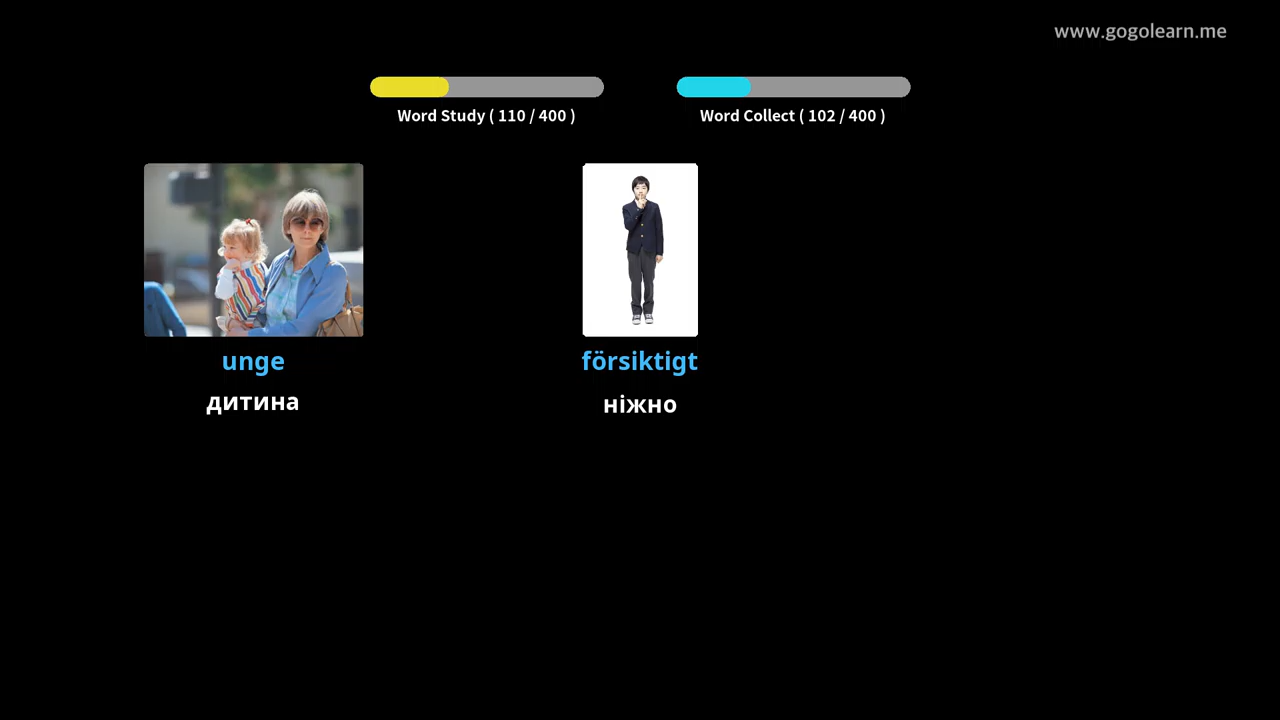 www.gogolearn.me
Word Study ( 110 / 400 )
Word Collect ( 102 / 400 )
unge
försiktigt
дитина
ніжно